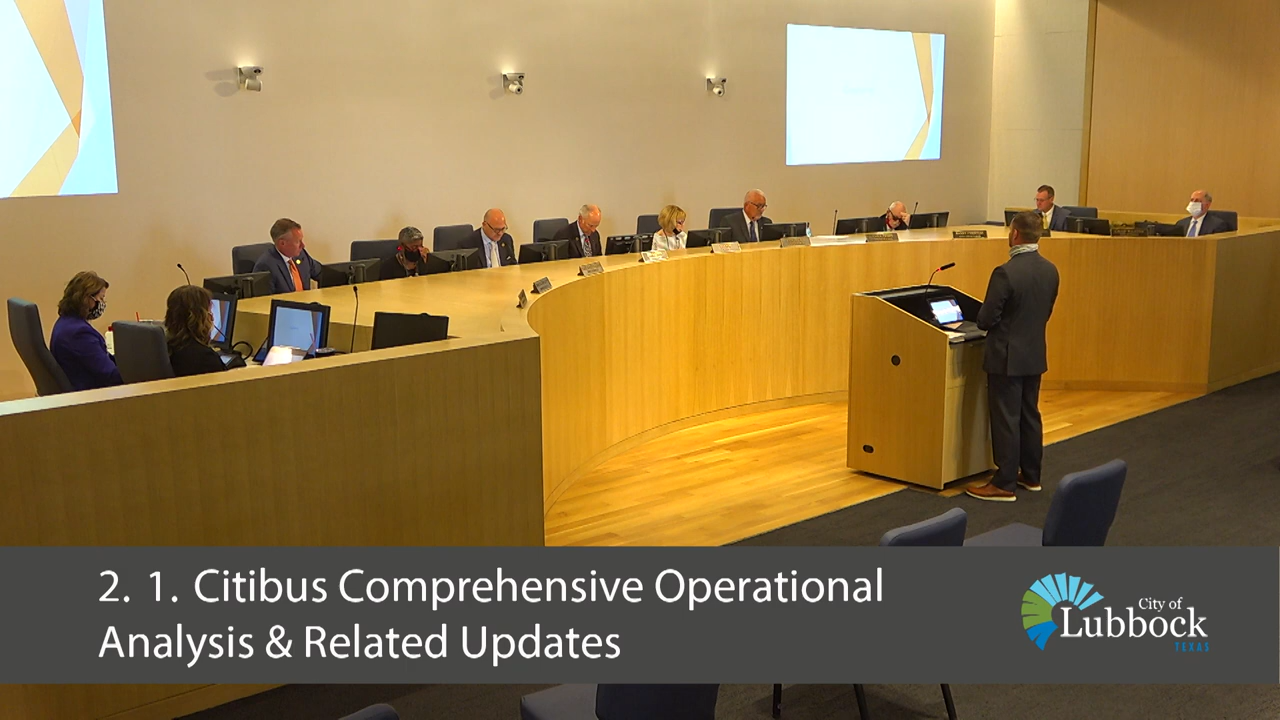 2. 1. Citibus Comprehensive Operational
Analysis & Related Updates
City of
Lubbock
TEXAS